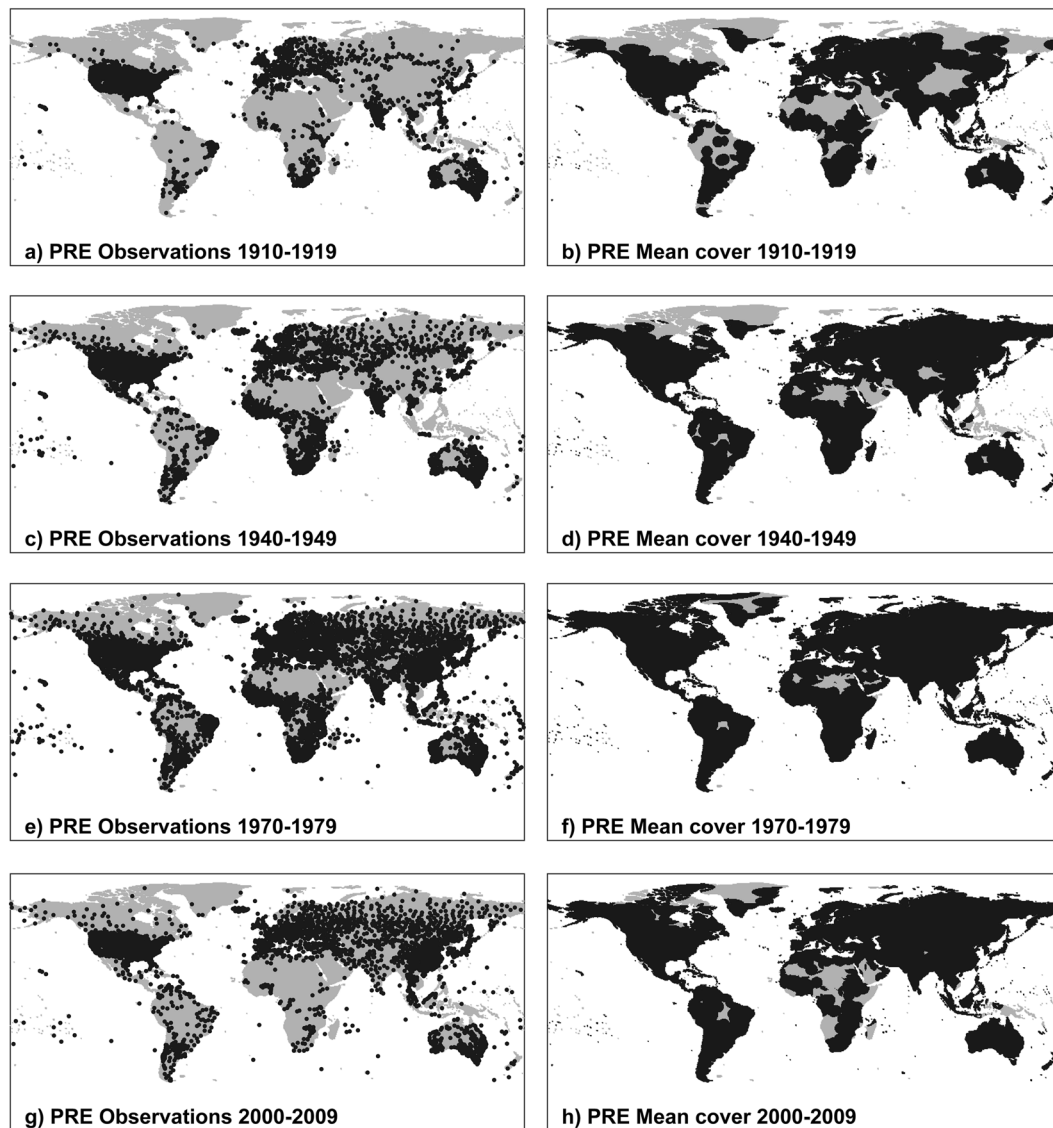 a) PRE Observations 1910-1919
b) PRE Mean cover 1910-1919
c) PRE Observations 1940-1949
d) PRE Mean cover 1940-1949
e) PRE Observations 1970-1979
f) PRE Mean cover 1970-1979
g) PRE Observations 2000-2009
h) PRE Mean cover 2000-2009